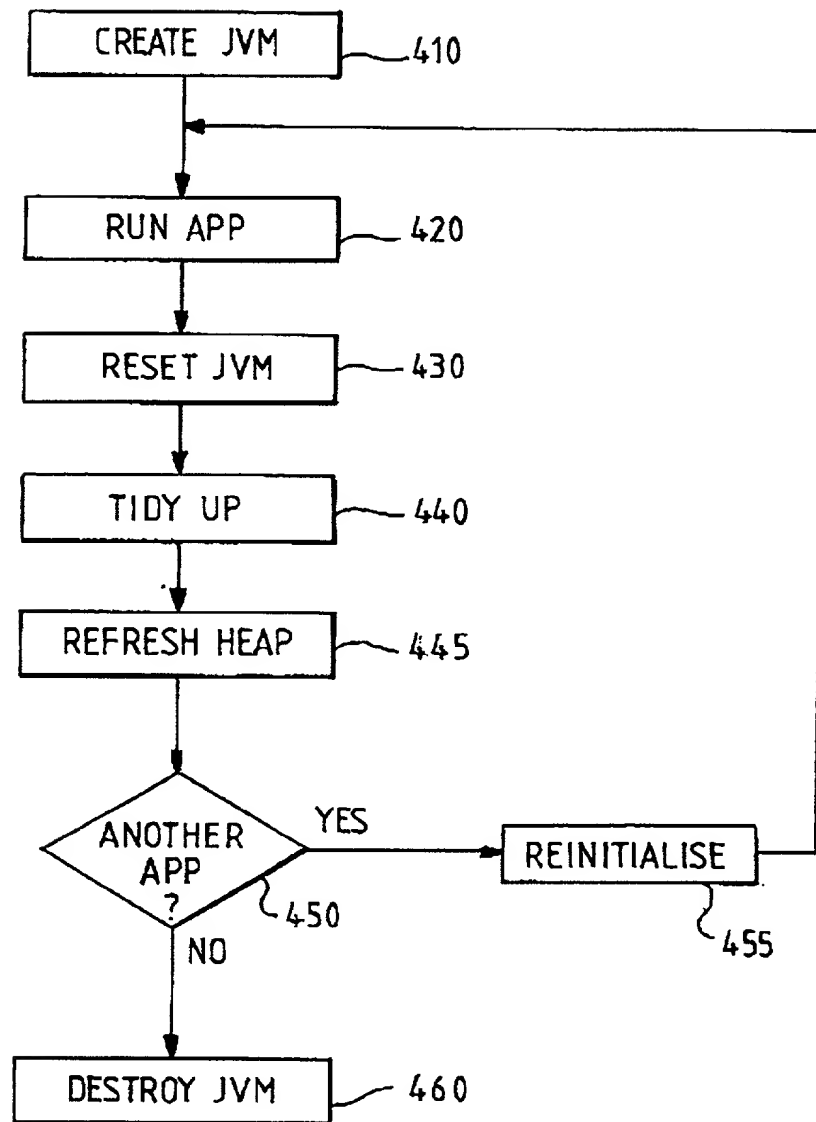 CREATE JVM
410
RUN APP
420
RESET JVM
430
TIDY UP
440
REFRESH HEAP
445
ANOTHER
APP
?
450
YES
REINITIALISE
455
NO
DESTROY JVM
460